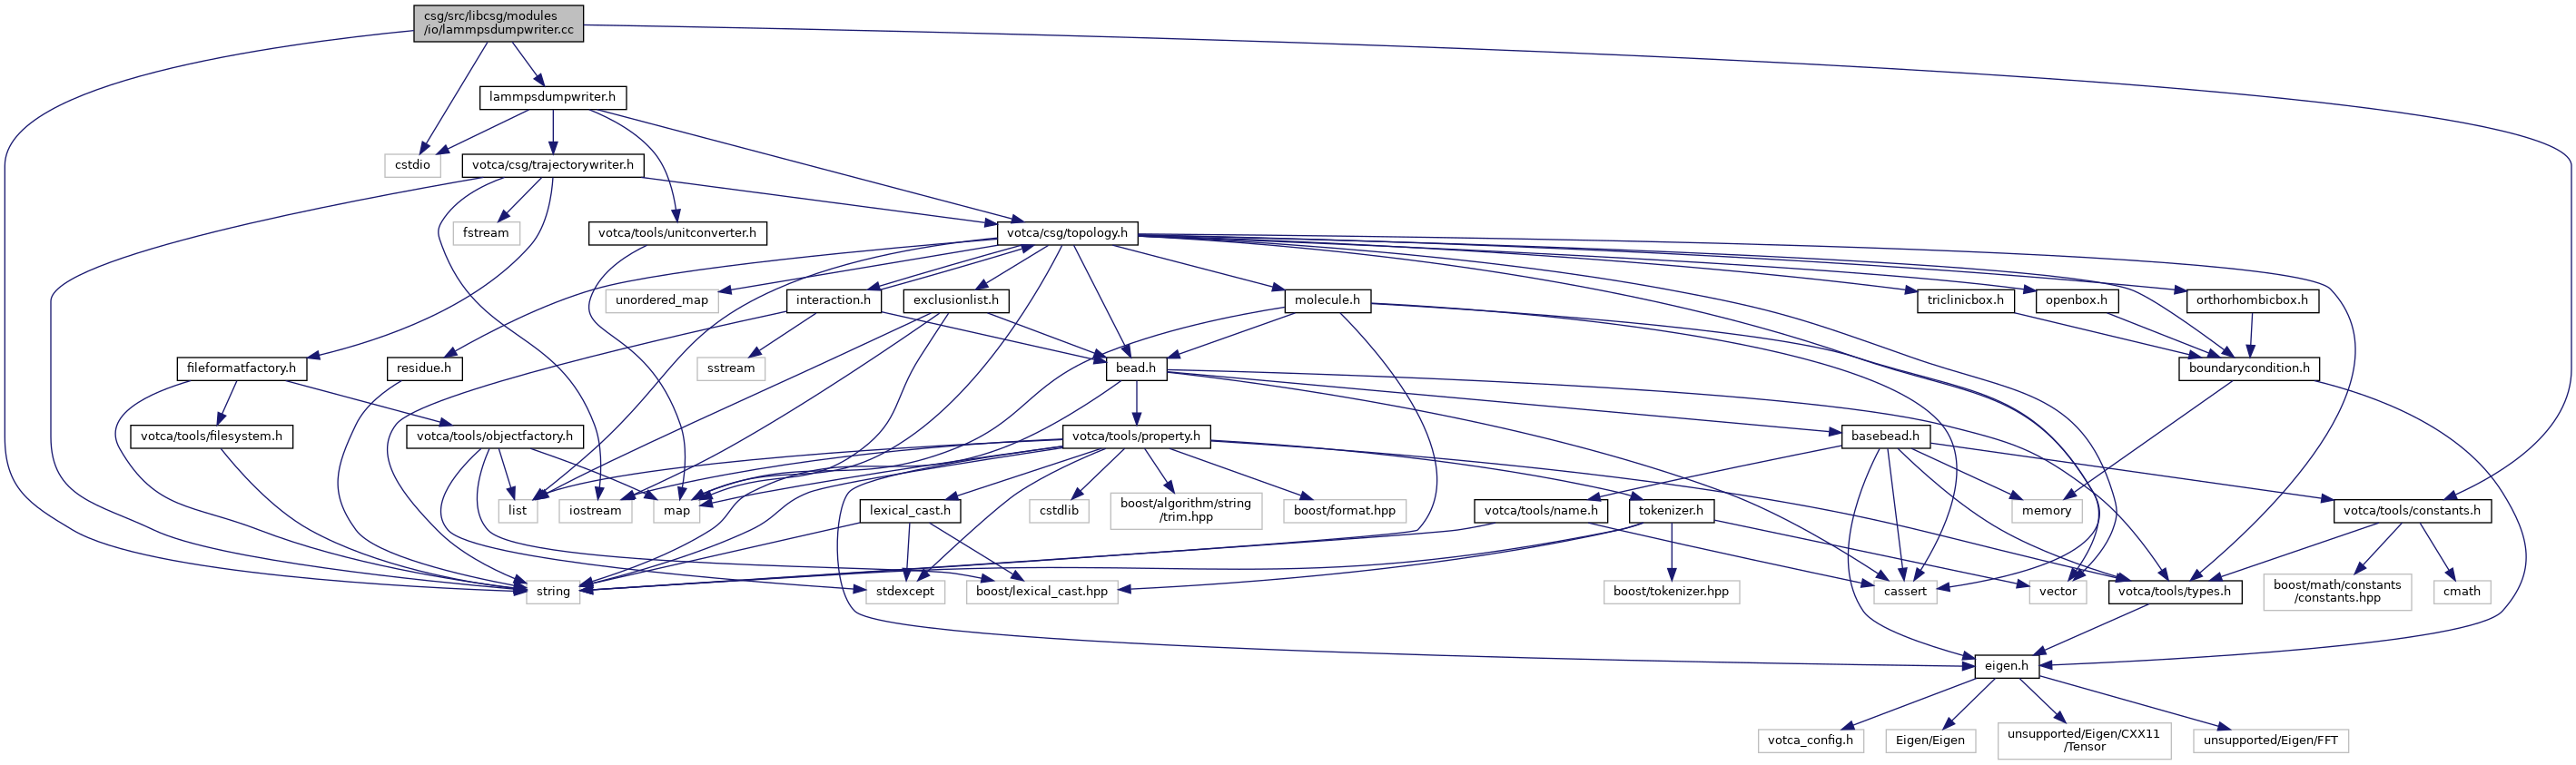 csg/src/libcsg/modules
/io/lammpsdumpwriter.cc
lammpsdumpwriter.h
cstdio
votca/csg/trajectorywriter.h
fstream
votca/tools/unitconverter.h
votca/csg/topology.h
unordered_map
interaction.h
exclusionlist.h
molecule.h
triclinicbox.h
openbox.h
orthorhombicbox.h
fileformatfactory.h
residue.h
sstream
bead.h
boundarycondition.h
votca/tools/filesystem.h
votca/tools/objectfactory.h
votca/tools/property.h
basebead.h
list
iostream
map
lexical_cast.h
cstdlib
boost/algorithm/string
/trim.hpp
boost/format.hpp
votca/tools/name.h
tokenizer.h
memory
votca/tools/constants.h
string
stdexcept
boost/lexical_cast.hpp
boost/tokenizer.hpp
cassert
vector
votca/tools/types.h
boost/math/constants
/constants.hpp
cmath
eigen.h
votca_config.h
Eigen/Eigen
unsupported/Eigen/CXX11
/Tensor
unsupported/Eigen/FFT